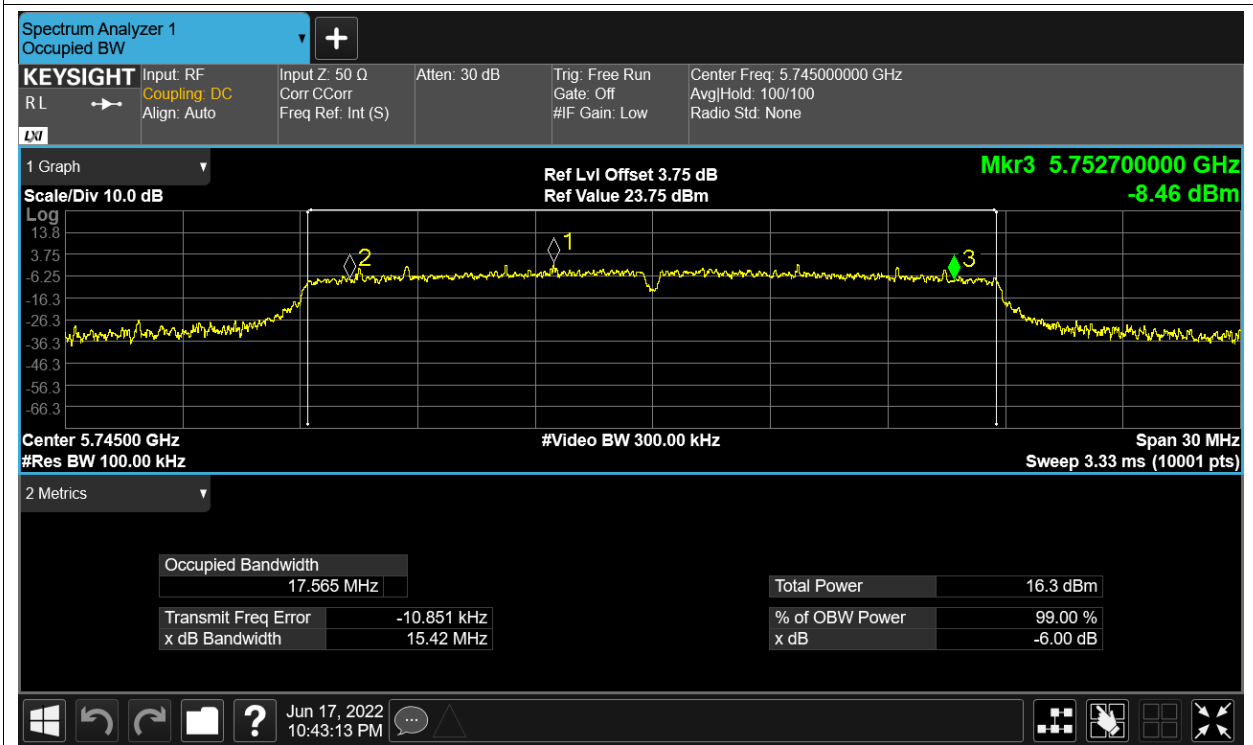 Spectrum Analyzer 1
Occupied BW
KEYSIGHT
R L
LXI
Input: RF
Coupling: DC
Align: Auto
Input Z: 50 Ω
Corr CCorr
Freq Ref: Int (S)
Atten: 30 dB
Trig: Free Run
Gate: Off
#IF Gain: Low
Center Freq: 5.745000000 GHz
Avg|Hold: 100/100
Radio Std: None
1 Graph
Scale/Div 10.0 dB
Ref Lvl Offset 3.75 dB
Ref Value 23.75 dBm
Mkr3 5.752700000 GHz
-8.46 dBm
Log
13.8
3.75
-6.25
-16.3
-26.3
-36.3
-46.3
-56.3
-66.3
2
1
3
Center 5.74500 GHz
#Res BW 100.00 kHz
#Video BW 300.00 kHz
Span 30 MHz
Sweep 3.33 ms (10001 pts)
2 Metrics
Occupied Bandwidth
17.565 MHz
Transmit Freq Error -10.851 kHz
x dB Bandwidth 15.42 MHz
Total Power 16.3 dBm
% of OBW Power 99.00 %
x dB -6.00 dB
?
Jun 17, 2022
10:43:13 PM